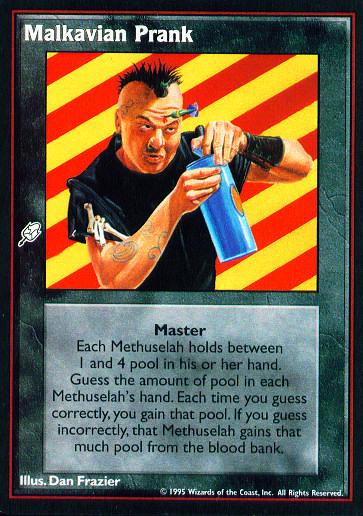 Malkavian Prank
Master
Each Methuselah holds between
1 and 4 pool in his or her hand.
Guess the amount of pool in each
Methuselah's hand. Each time you guess
correctly, you gain that pool. If you guess
incorrectly, that Methuselah gains that
much pool from the blood bank.
Illus. Dan Frazier
© 1995 Wizards of the Coast, Inc. All Rights Reserved.